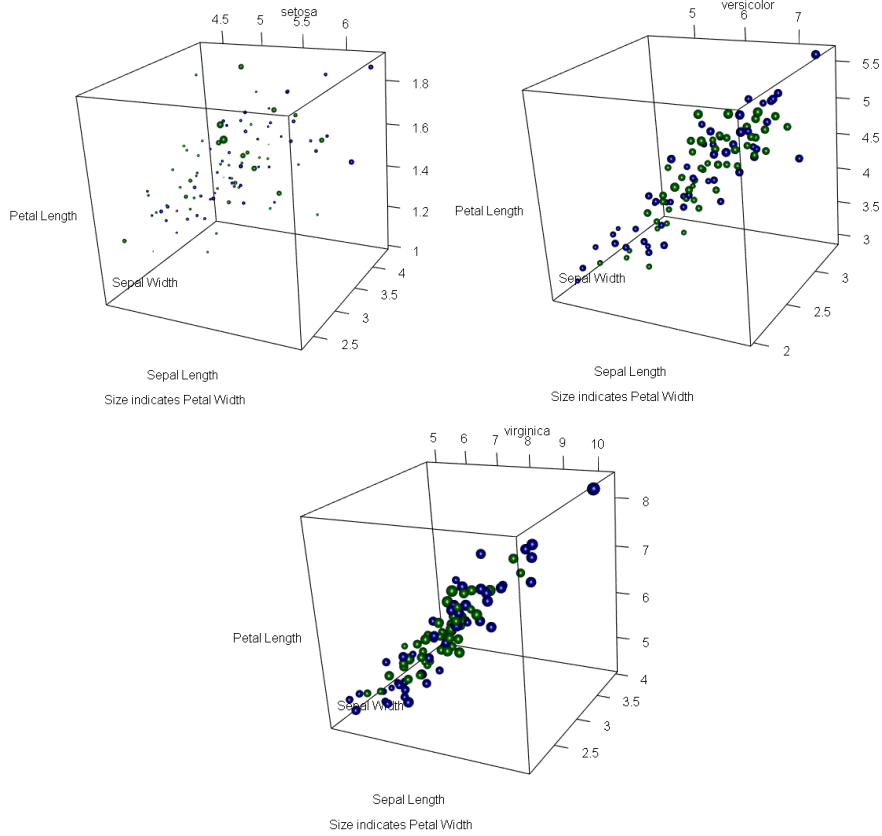 setosa
4.5 5 5.5 6
1.8
1.6
1.4
1.2
1
4
3.5
3
2.5
Petal Length
Sepal Width
Sepal Length
Size indicates Petal Width
versicolor
5 6 7
5.5
5
4.5
4
3.5
3
3
2.5
2
Petal Length
Sepal Width
Sepal Length
Size indicates Petal Width
virginica
5 6 7 8 9 10
8
7
6
5
4
3.5
3
2.5
Petal Length
Sepal Width
Sepal Length
Size indicates Petal Width